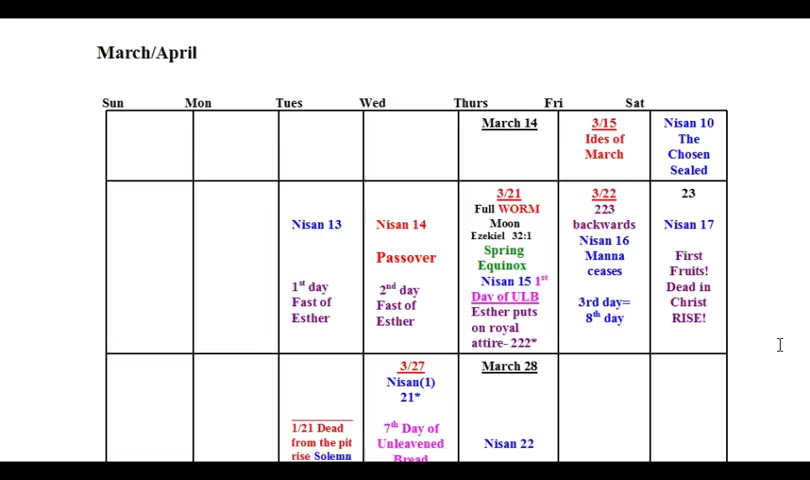 March/April
Sun Mon Tues Wed Thurs Fri Sat
March 14
3/15
Ides of
March
Nisan 10
The
Chosen
Sealed
Nisan 13
1st day
Fast of
Esther
Nisan 14
Passover
2nd day
Fast of
Esther
3/21
Full WORM
Moon
Ezekiel 32:1
Spring
Equinox
Nisan 15 1st
Day of ULB
Esther puts
on royal
attire- 222*
3/22
223
backwards
Nisan 16
Manna
ceases
3rd day=
8th day
23
Nisan 17
First
Fruits!
Dead in
Christ
RISE!
1/21 Dead
from the pit
rise Solemn
3/27
Nisan(1)
21*
7th Day of
Unleavened
Bread
March 28
Nisan 22